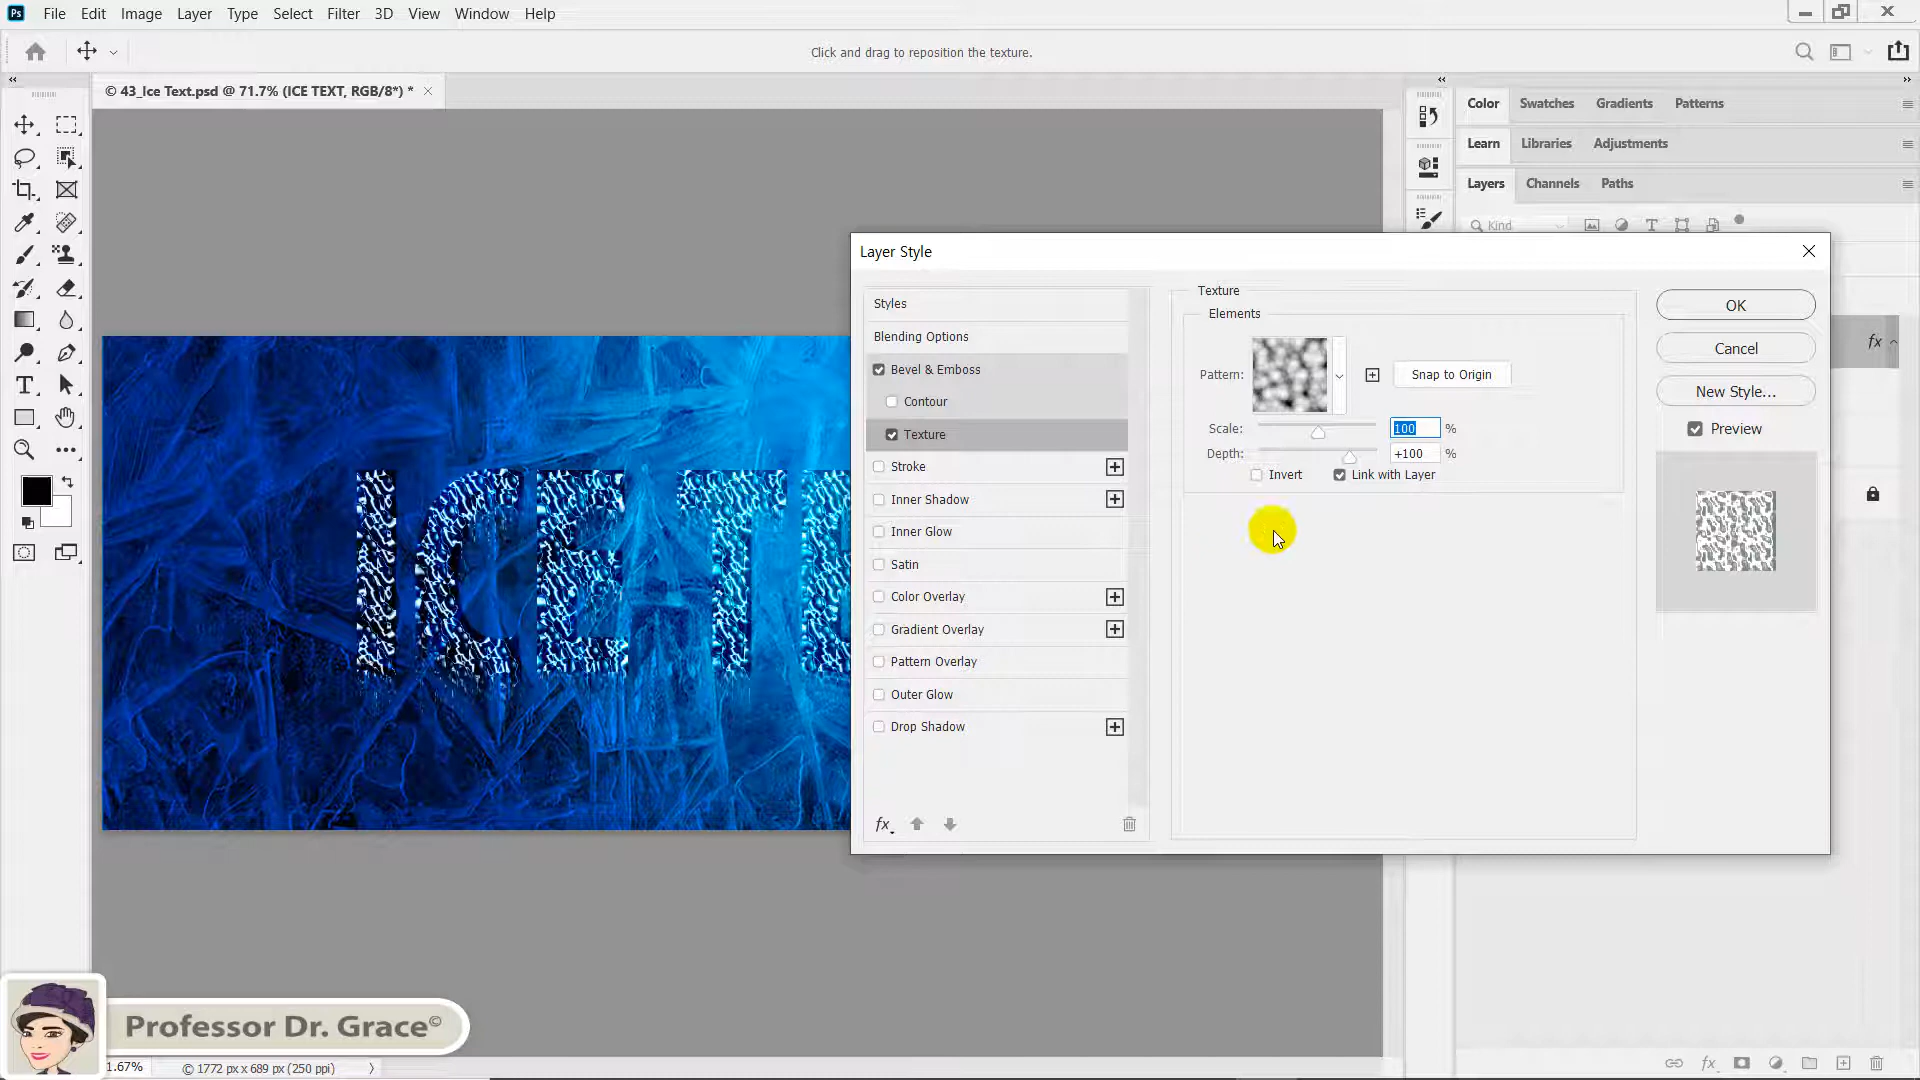 Ps File Edit Image Layer Type Select Filter 3D View Window Help
Click and drag to reposition the texture.
© 43_Ice Text.psd @ 71.7% (ICE TEXT, RGB/8*) * ×
Color Swatches Gradients Patterns
Learn Libraries Adjustments
Layers Channels Paths
Kind
Layer Style
Styles
Blending Options
Bevel & Emboss
Contour
Texture
Stroke
Inner Shadow
Inner Glow
Satin
Color Overlay
Gradient Overlay
Pattern Overlay
Outer Glow
Drop Shadow
fx
Texture
Elements
Pattern: Snap to Origin
Scale: 100 %
Depth: +100 %
Invert Link with Layer
OK
Cancel
New Style...
Preview
fx
ICE T
Professor Dr. Grace©
1.67% © 1772 px x 689 px (250 ppi)
fx